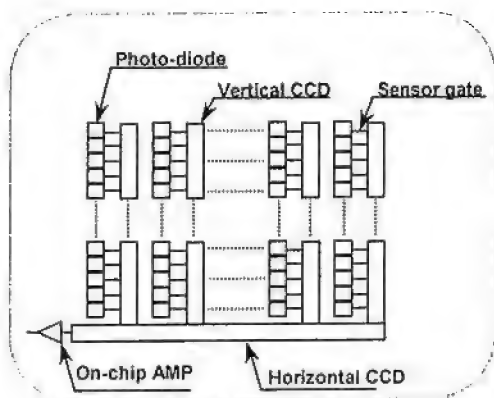 Photo-diode
Vertical CCD
Sensor gate
On-chip AMP
Horizontal CCD